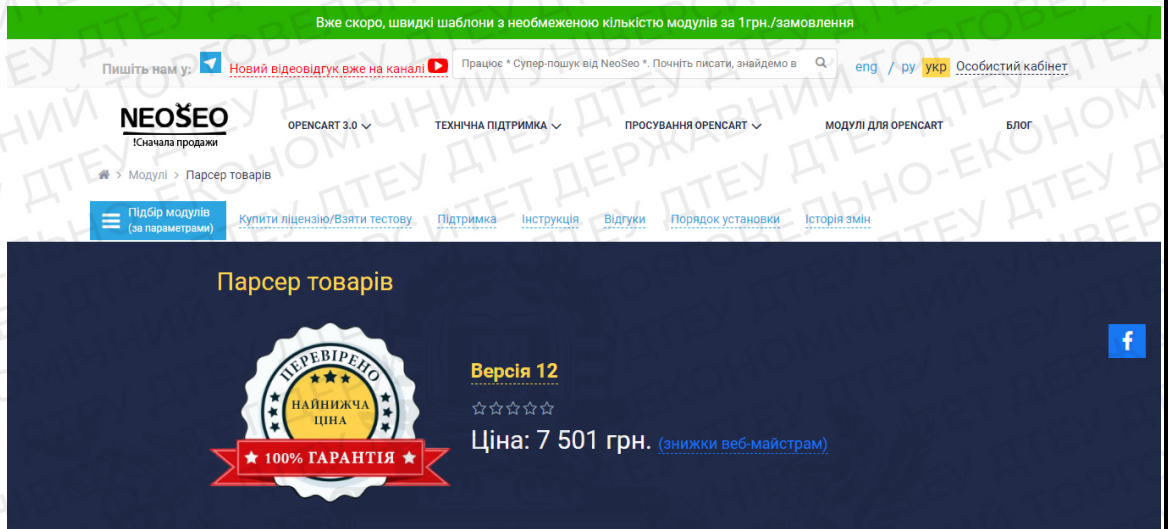 Вже скоро, швидкі шаблони з необмеженою кількістю модулів за 1грн./замовлення
Пишіть нам у: Новий відеовідгук вже на каналі Працює * Супер-пошук від NeoSeo *. Почніть писати, знайдемо в eng / ру укр Особистий кабінет
NEOSEO
!Сначала продажи
OPENCART 3.0 ТЕХНІЧНА ПІДТРИМКА ПРОСУВАННЯ OPENCART МОДУЛІ ДЛЯ OPENCART БЛОГ
> Модулі > Парсер товарів
Підбір модулів
(за параметрами)
Купити ліцензію/Взяти тестову Підтримка Інструкція Відгуки Порядок установки Історія змін
Парсер товарів
ПЕРЕВІРЕНО
НАЙНИЖЧА
ЦІНА
100% ГАРАНТІЯ
Версія 12
Ціна: 7 501 грн. (знижки веб-майстрам)